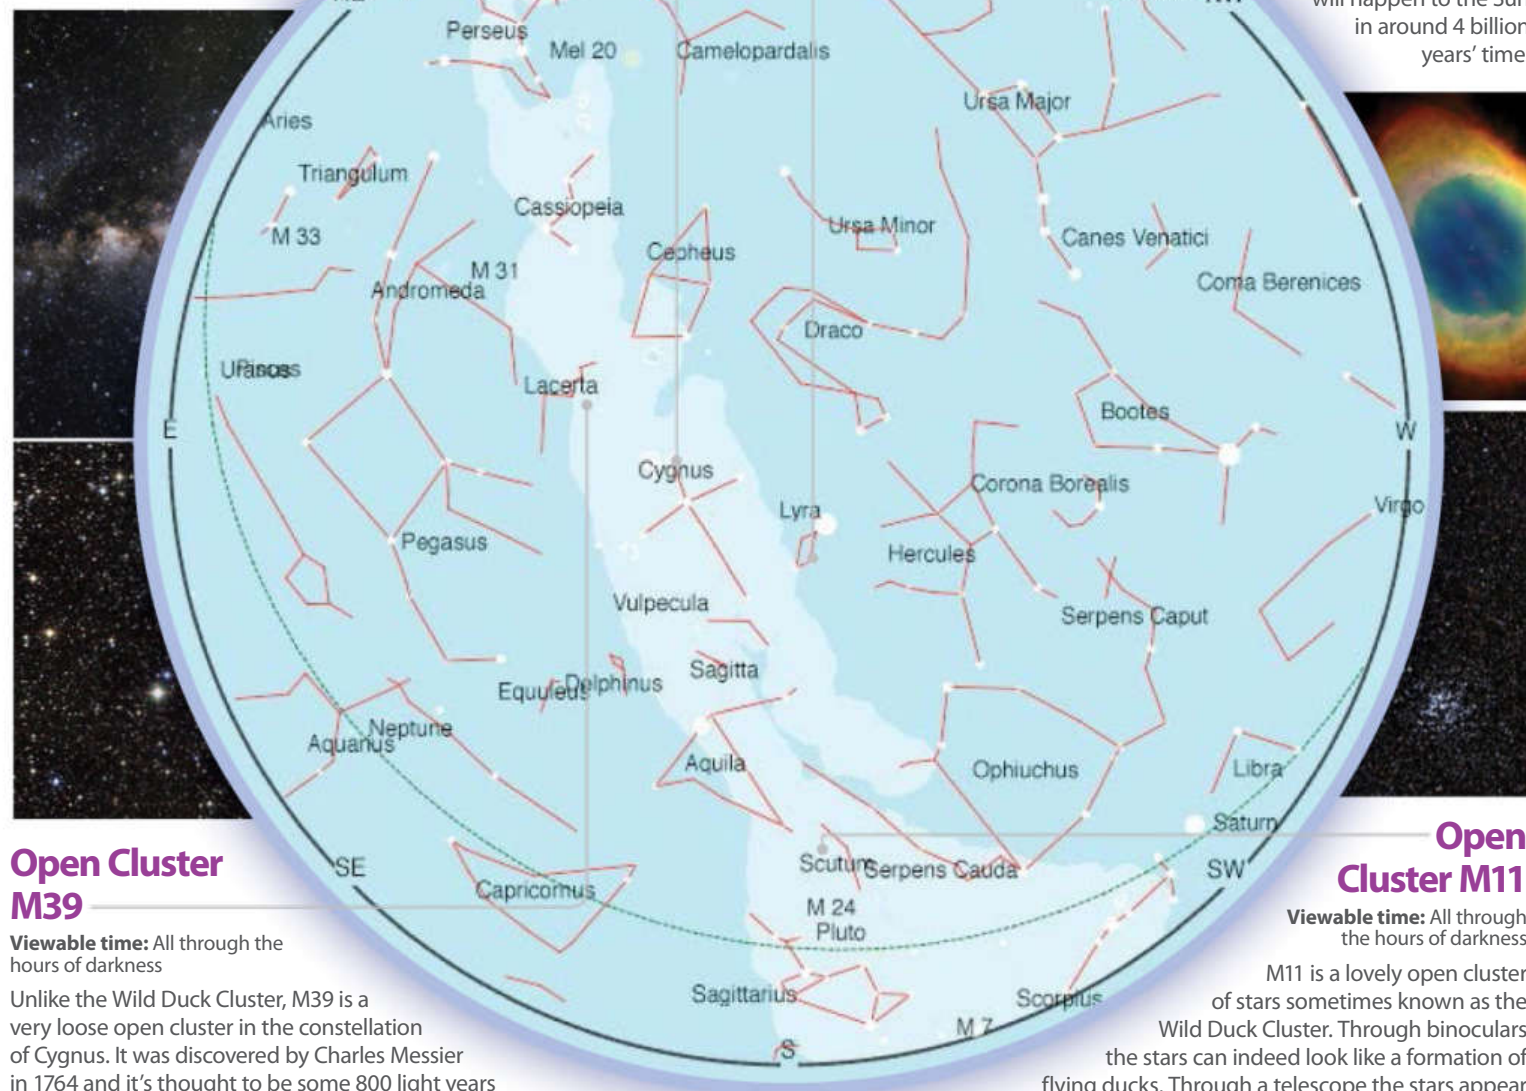 will happen to the Sun
in around 4 billion
years' time
Perseus
Mel 20
Camelopardalis
Ursa Major
Aries
Triangulum
Cassiopeia
Ursa Minor
M 33
Cepheus
Canes Venatici
M 31
Andromeda
Coma Berenices
Draco
Uranus
Pisces
Lacerta
Bootes
E
W
Cygnus
Corona Borealis
Lyra
Virgo
Pegasus
Hercules
Vulpecula
Serpens Caput
Sagitta
Equuleus
Delphinus
Neptune
Aquarius
Aquila
Ophiuchus
Libra
Saturn
SE
Scutum
Serpens Cauda
SW
Capricornus
M 24
Pluto
Sagittarius
Scorpius
M 7
S
Open Cluster
M39
Viewable time: All through the
hours of darkness
Unlike the Wild Duck Cluster, M39 is a
very loose open cluster in the constellation
of Cygnus. It was discovered by Charles Messier
in 1764 and it's thought to be some 800 light years
Open
Cluster M11
Viewable time: All through
the hours of darkness
M11 is a lovely open cluster
of stars sometimes known as the
Wild Duck Cluster. Through binoculars
the stars can indeed look like a formation of
flying ducks. Through a telescope the stars appear